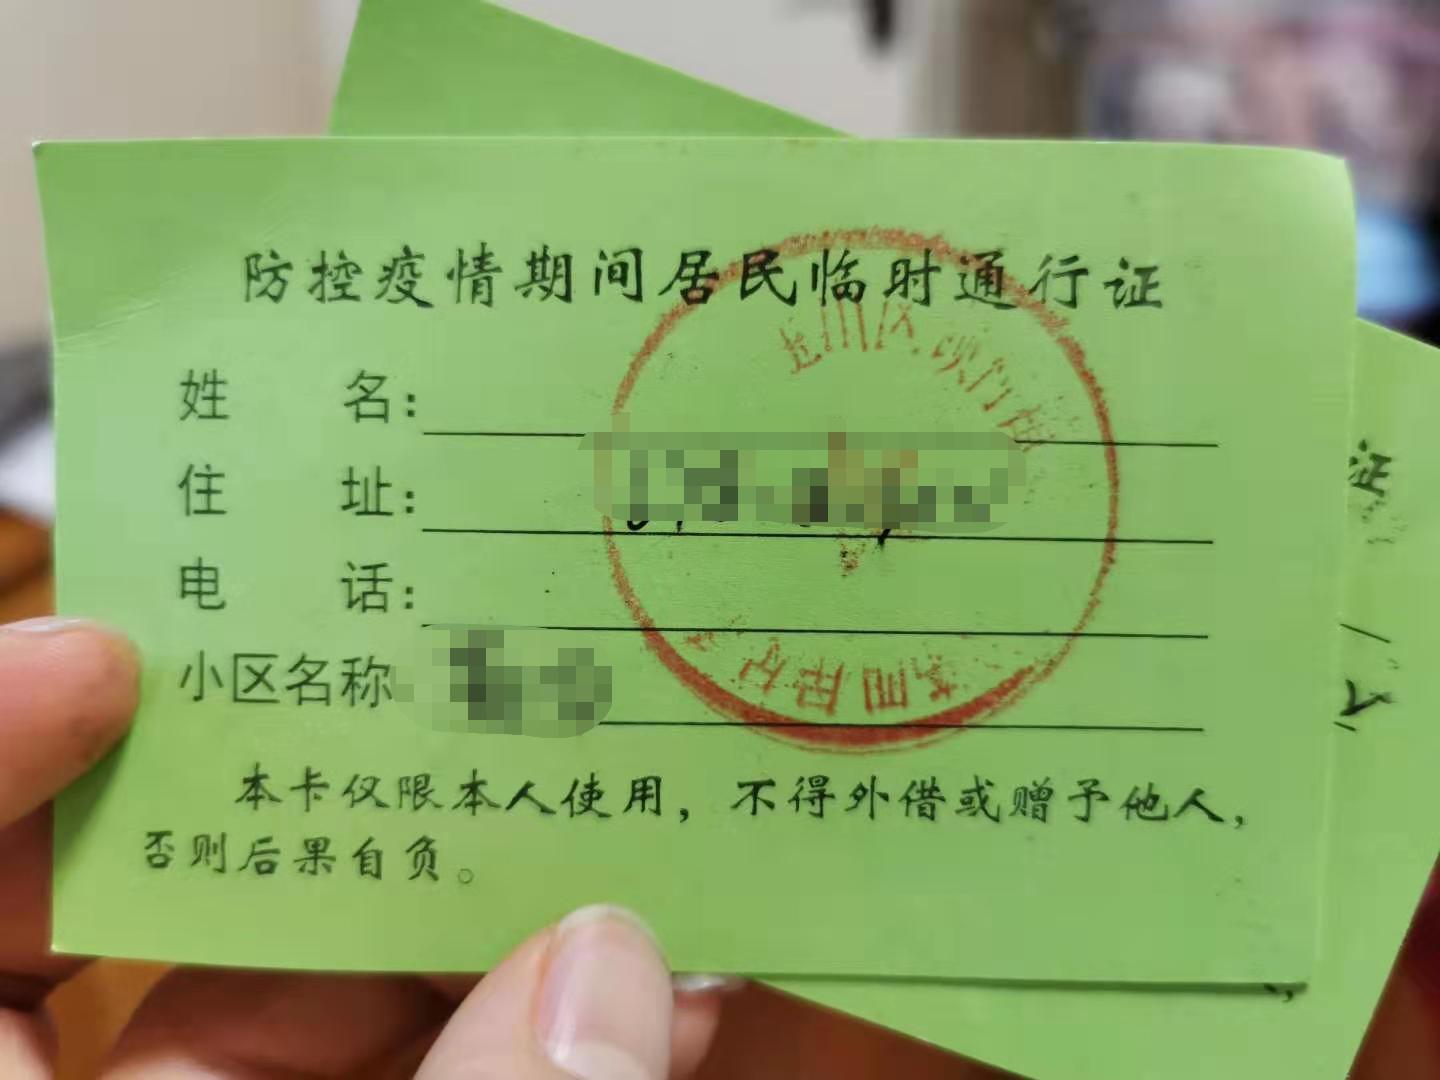 防控疫情期间居民临时通行证
姓 名：
住 址：
电 话：
小区名称
本卡仅限本人使用，不得外借或赠予他人，
否则后果自负。
证